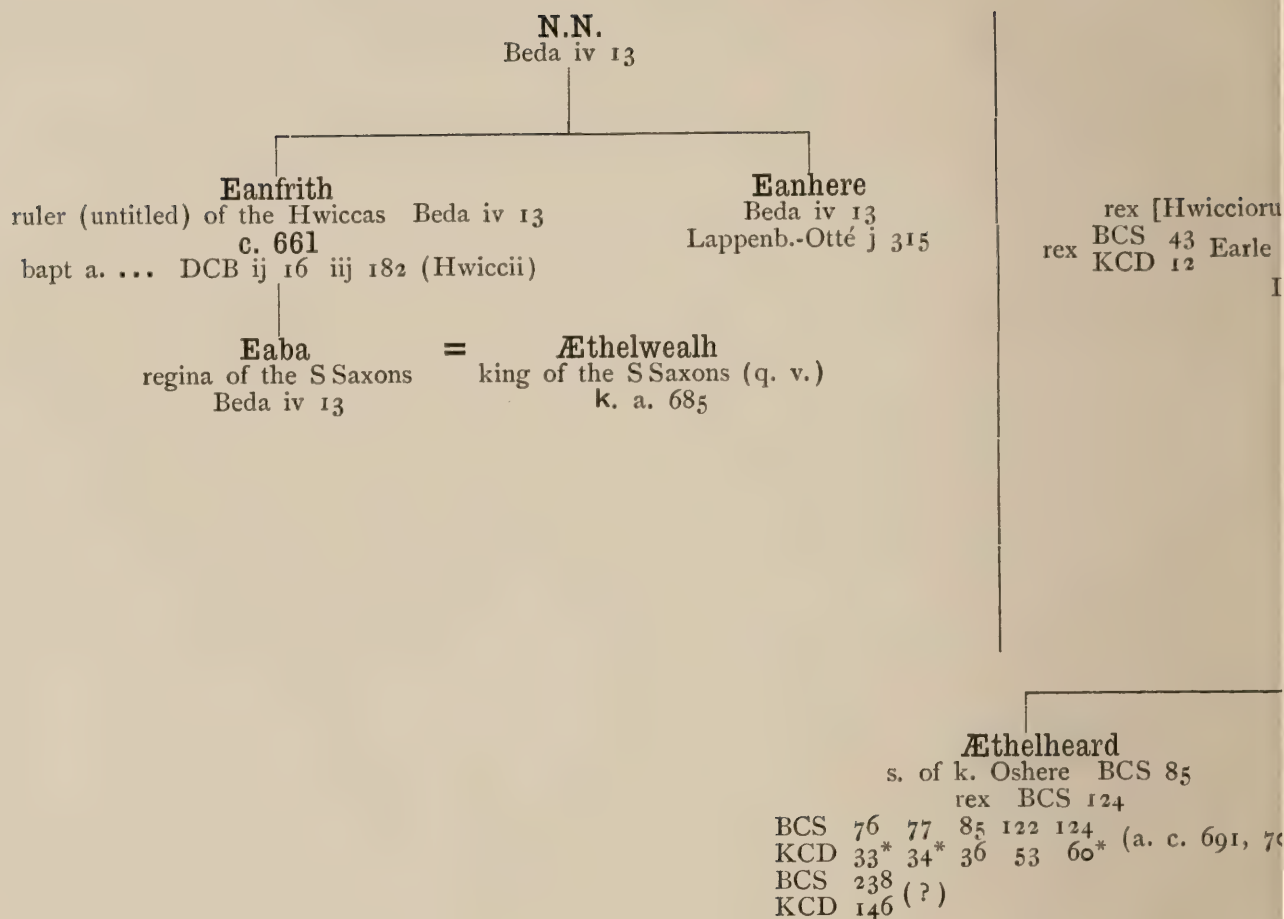 N.N.
Beda iv 13
Eanfrith
ruler (untitled) of the Hwiccas Beda iv 13
c. 661
bapt a. ... DCB ij 16 iij 182 (Hwiccii)
Eanhere
Beda iv 13
Lappenb.-Otté j 315
Eaba
regina of the S Saxons
Beda iv 13
=
Æthelwealh
king of the S Saxons (q. v.)
k. a. 685
rex [Hwiccioru
rex BCS 43 Earle
KCD 12
Æthelheard
s. of k. Oshere BCS 85
rex BCS 124
BCS 76 77 85 122 124
KCD 33* 34* 36 53 60* (a. c. 691,
BCS 238
KCD 146 (?)